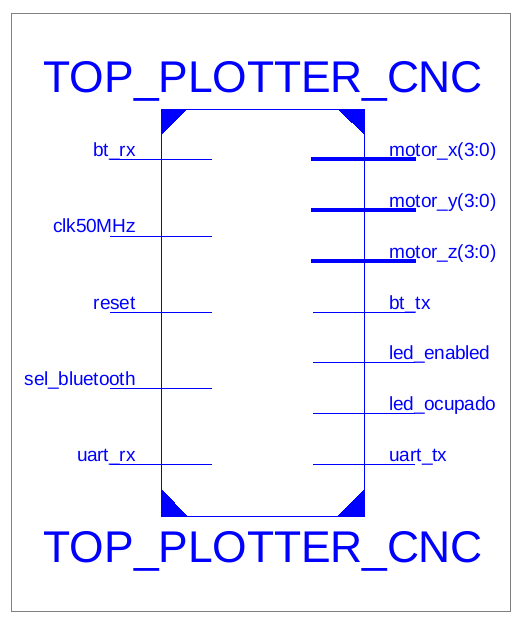 TOP_PLOTTER_CNC
bt_rx
clk50MHz
reset
sel_bluetooth
uart_rx
motor_x(3:0)
motor_y(3:0)
motor_z(3:0)
bt_tx
led_enabled
led_ocupado
uart_tx
TOP_PLOTTER_CNC